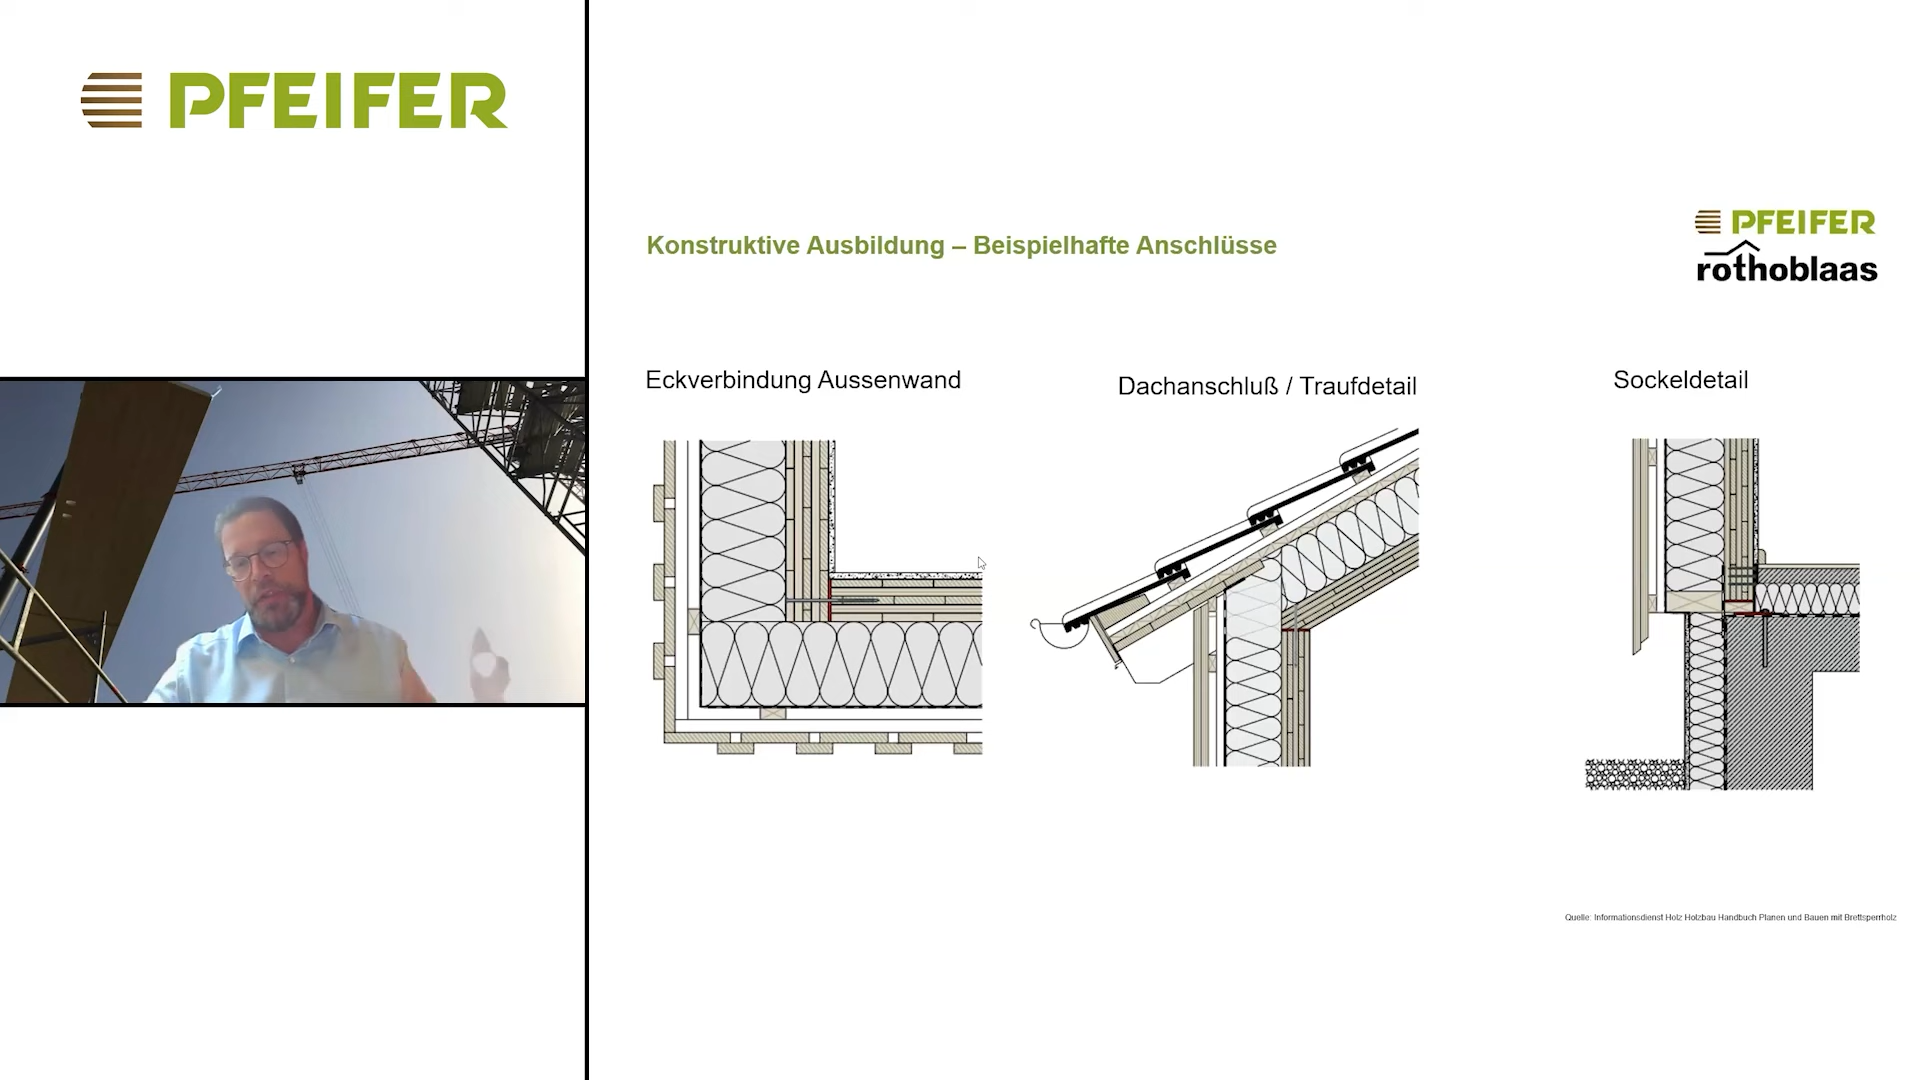 PFEIFER
Konstruktive Ausbildung – Beispielhafte Anschlüsse
PFEIFER
rothoblaas
Eckverbindung Aussenwand
Dachanschluß / Traufdetail
Sockeldetail
Quelle: Informationsdienst Holz Holzbau Handbuch Planen und Bauen mit Brettsperrholz